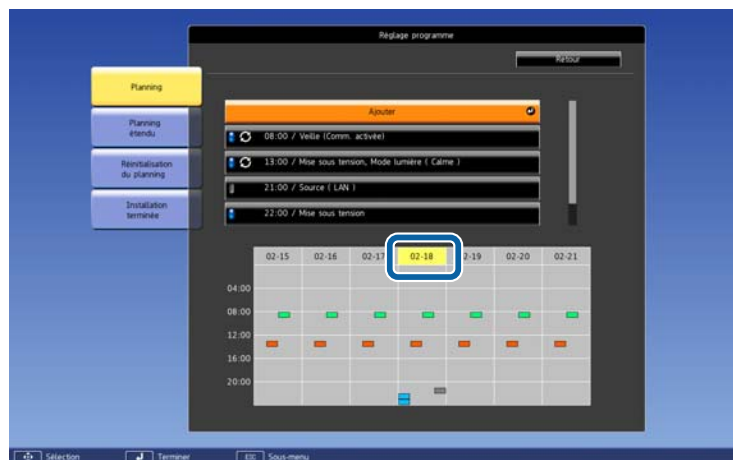 Réglage programme
Retour
Planning
Planning
étendu
Réinitialisation
du planning
Installation
terminée
Ajouter
08:00 / Veille (Comm. activée)
13:00 / Mise sous tension, Mode lumière ( Calme )
21:00 / Source ( LAN )
22:00 / Mise sous tension
02-15 02-16 02-17 02-18 2-19 02-20 02-21
04:00
08:00
12:00
16:00
20:00
Sélection Terminer Esc Sous-menu